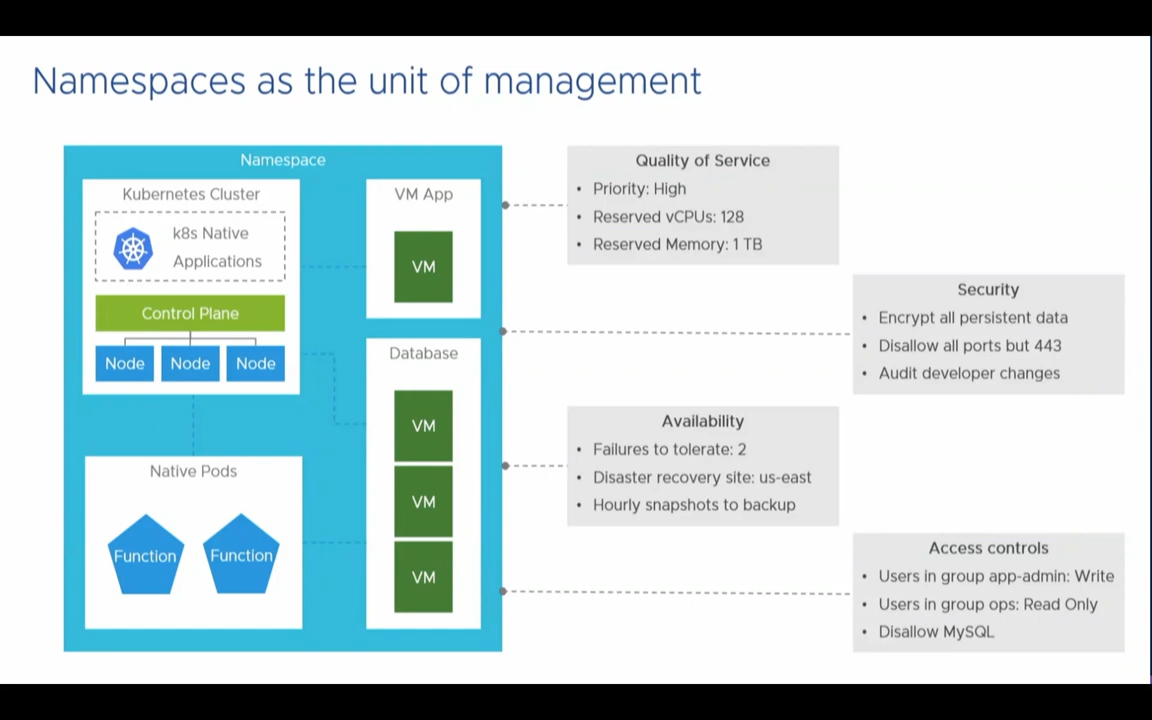 Namespaces as the unit of management
Namespace
Kubernetes Cluster
k8s Native
Applications
Control Plane
Node
Node
Node
VM App
VM
Database
VM
VM
VM
Native Pods
Function
Function
Quality of Service
• Priority: High
• Reserved vCPUs: 128
• Reserved Memory: 1 TB
Security
• Encrypt all persistent data
• Disallow all ports but 443
• Audit developer changes
Availability
• Failures to tolerate: 2
• Disaster recovery site: us-east
• Hourly snapshots to backup
Access controls
• Users in group app-admin: Write
• Users in group ops: Read Only
• Disallow MySQL